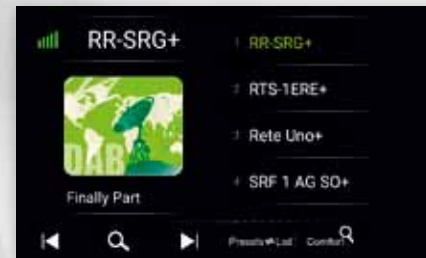 RR-SRG+
DAB
Finally Part
1 RR-SRG+
2 RTS-1ERE+
3 Rete Uno+
4 SRF 1 AG SO+
Presets List
Comfort